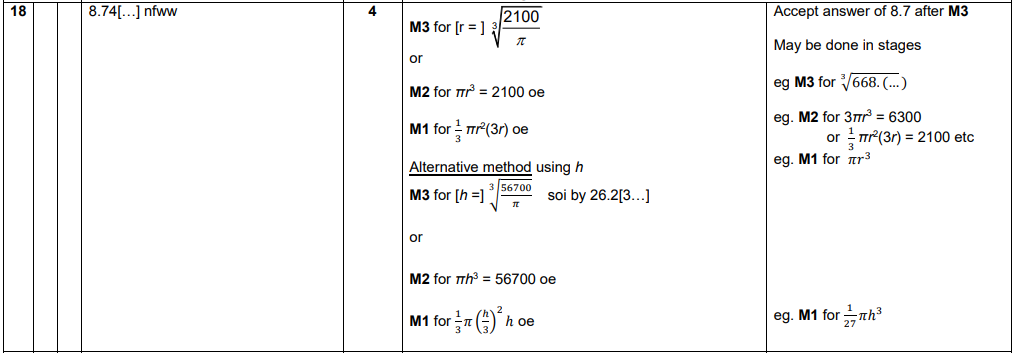 18 8.74[…] nfww 4
M3 for [r = ] ∛(2100/π)
or
M2 for πr³ = 2100 oe
M1 for 1/3 πr²(3r) oe
Alternative method using h
M3 for [h =] ∛(56700/π) soi by 26.2[3…]
or
M2 for πh³ = 56700 oe
M1 for 1/3 π (h/3)² h oe
Accept answer of 8.7 after M3
May be done in stages
eg M3 for ∛668.(…)
eg. M2 for 3πr³ = 6300
or 1/3 πr²(3r) = 2100 etc
eg. M1 for πr³
eg. M1 for 1/27 πh³